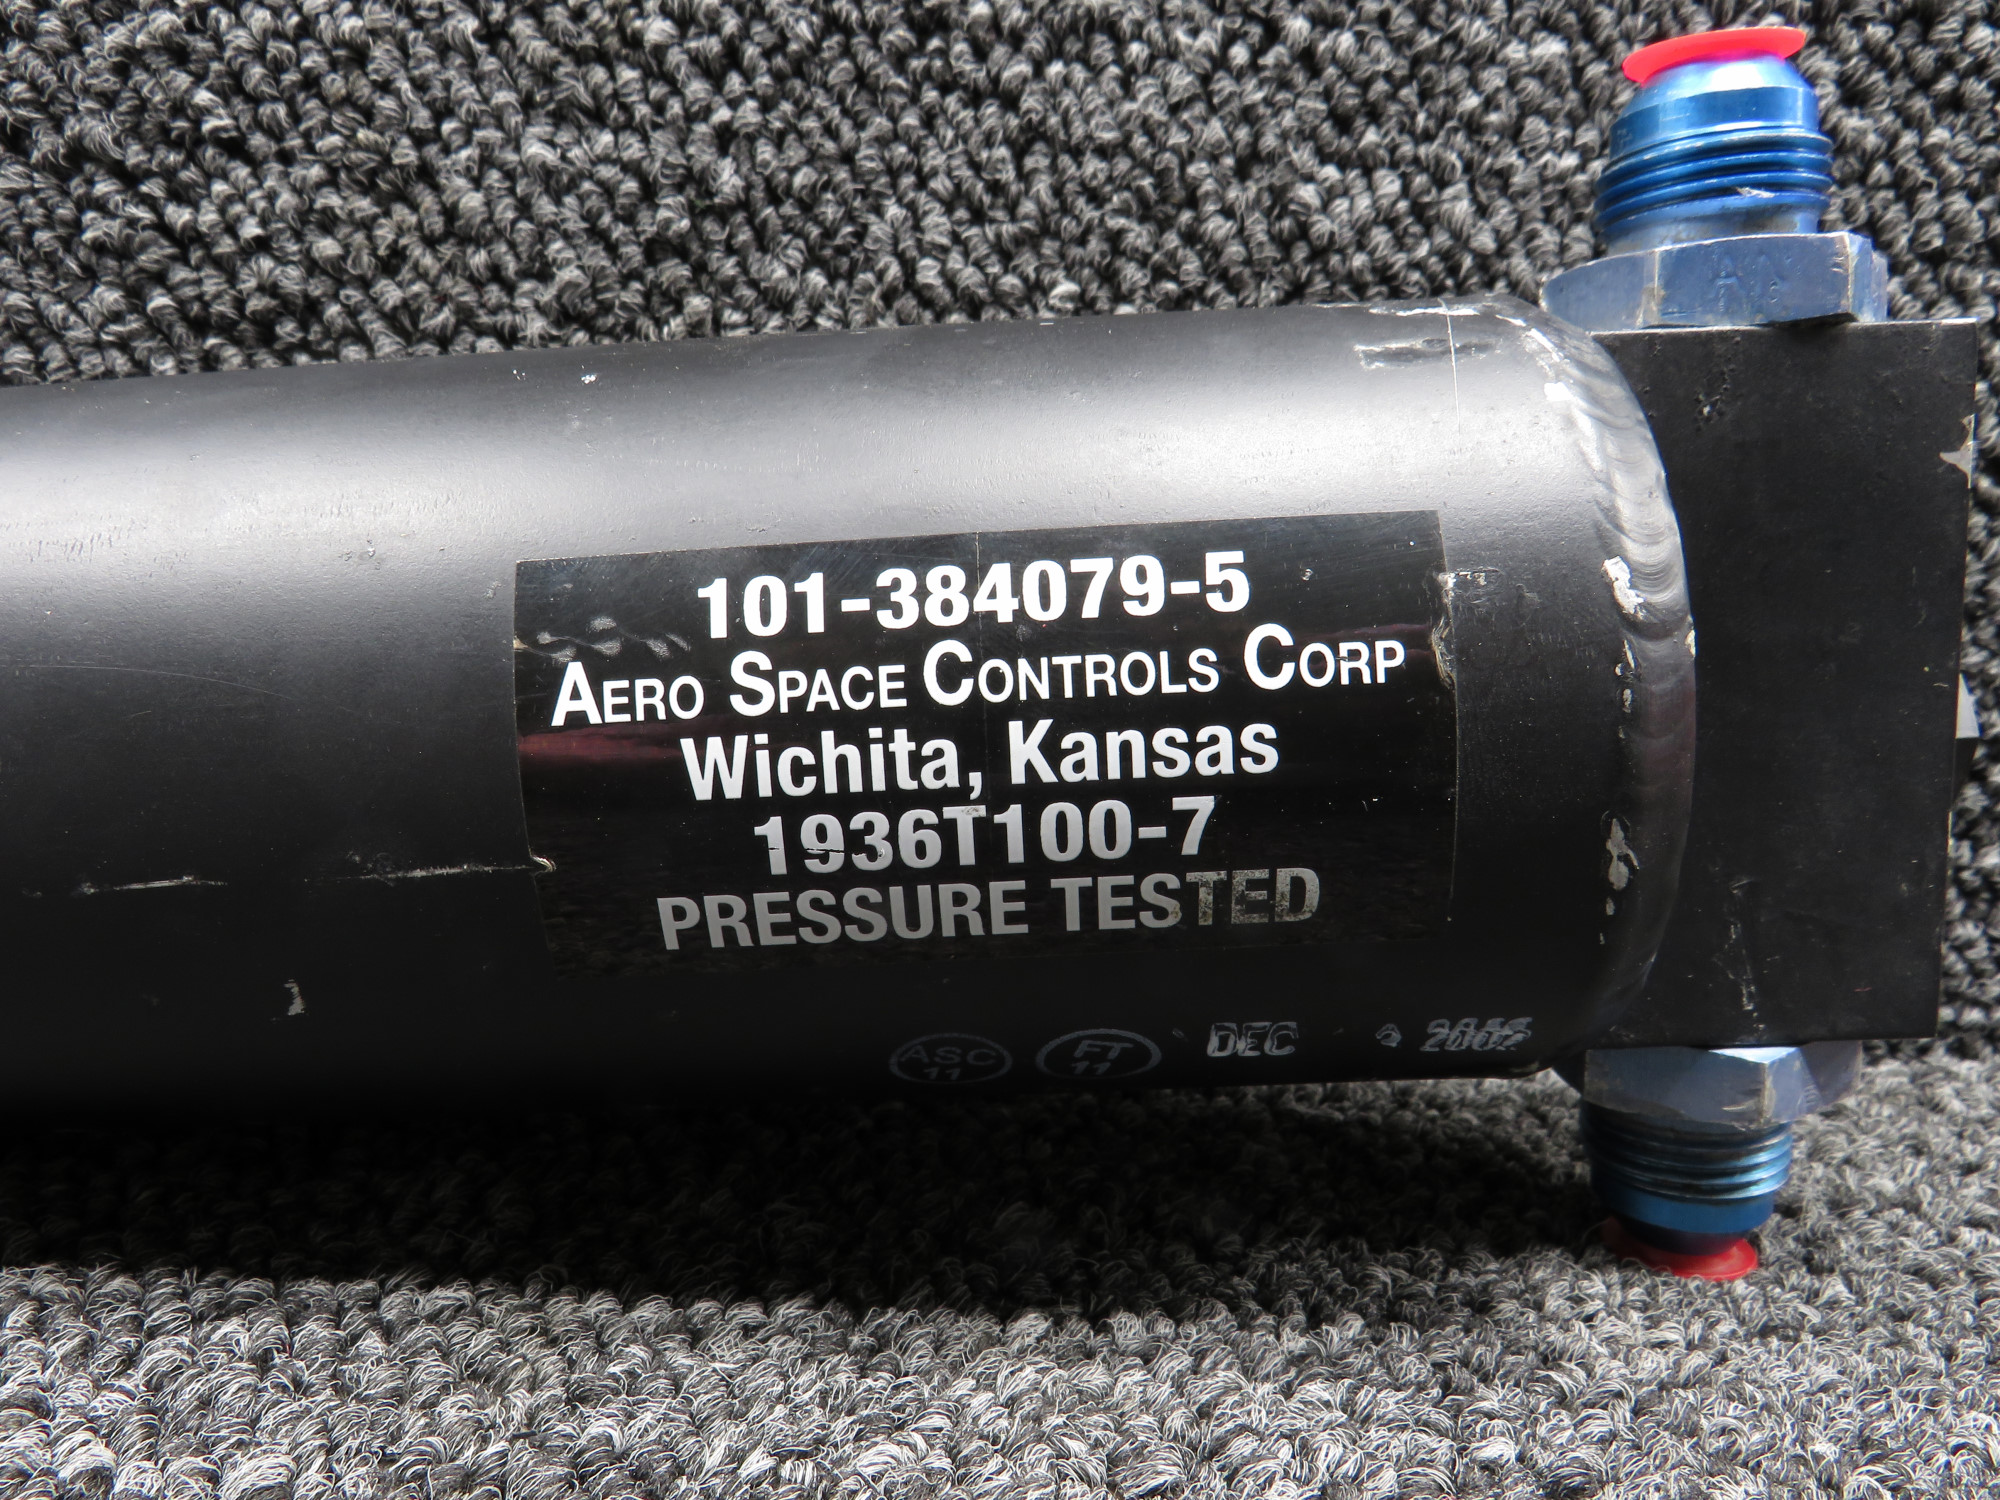 101-384079-5
AERO SPACE CONTROLS CORP
Wichita, Kansas
1936T100-7
PRESSURE TESTED
ASC 11 FT 11 DEC